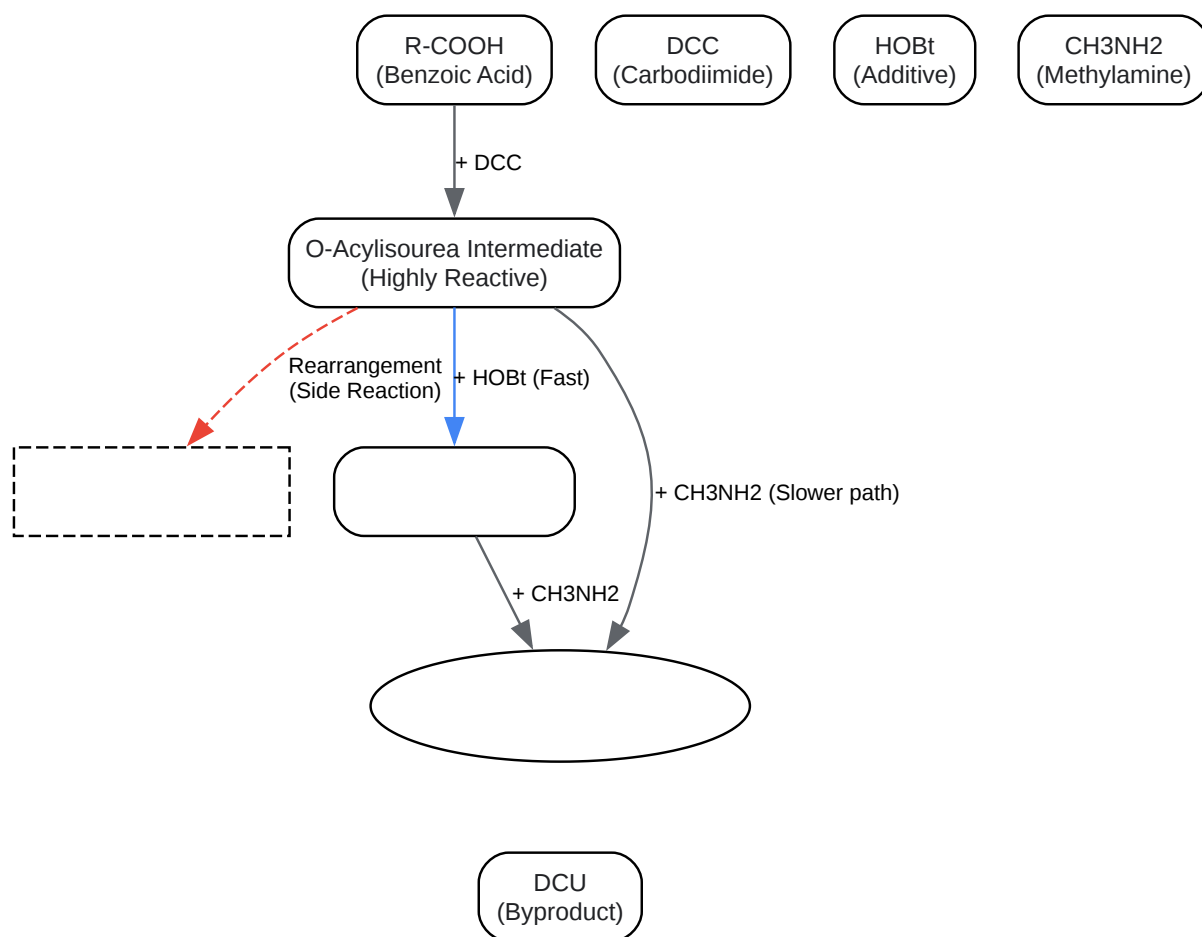 R-COOH
(Benzoic Acid)
DCC
(Carbodiimide)
HOBt
(Additive)
CH3NH2
(Methylamine)
+ DCC
O-Acylisourea Intermediate
(Highly Reactive)
Rearrangement
(Side Reaction)
+ HOBt (Fast)
+ CH3NH2 (Slower path)
+ CH3NH2
DCU
(Byproduct)